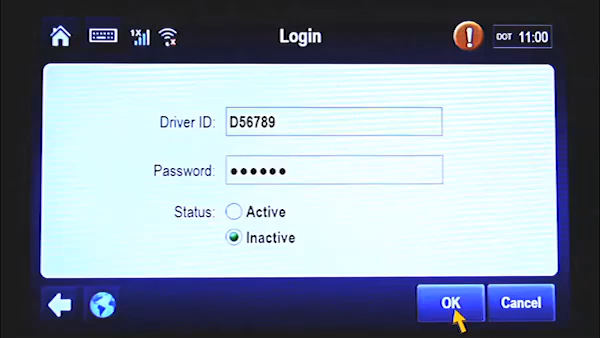 1X
Login
DOT 11:00
Driver ID: D56789
Password: ●●●●●●
Status: Active
Inactive
OK Cancel